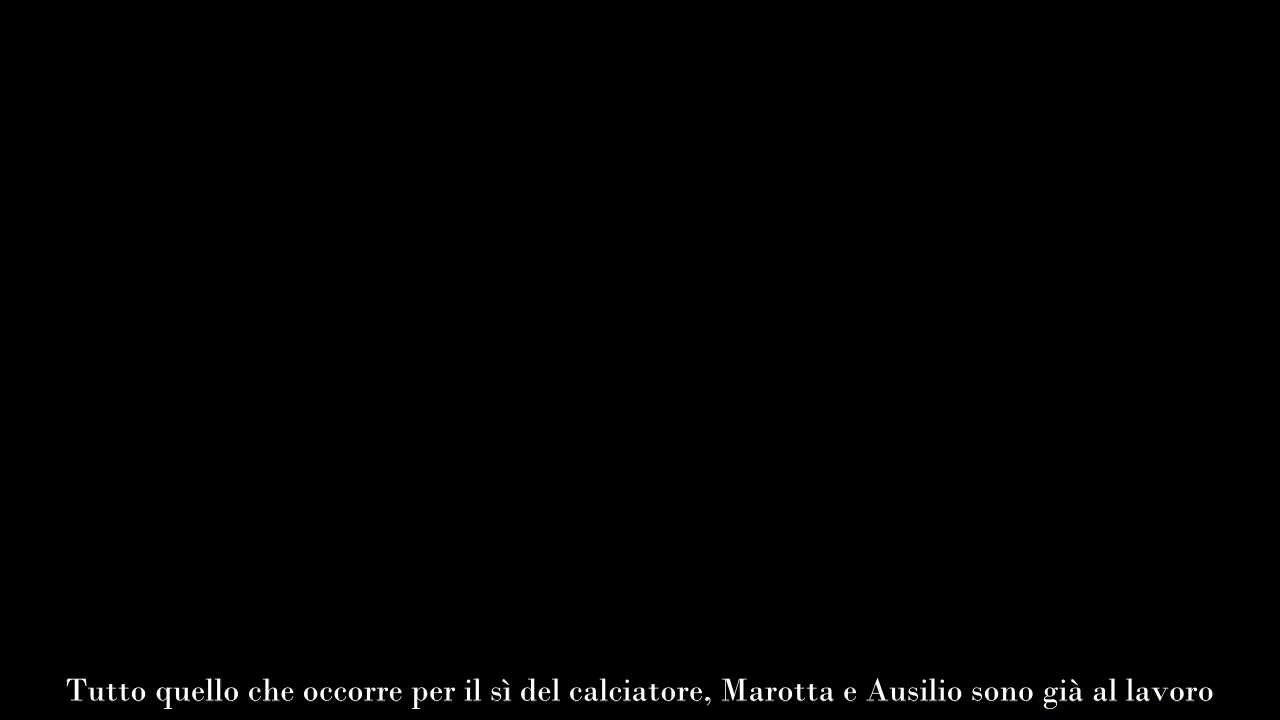 Tutto quello che occorre per il sì del calciatore, Marotta e Ausilio sono già al lavoro